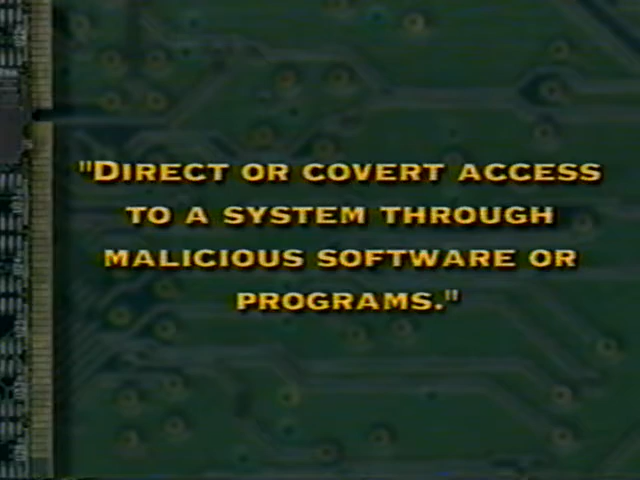 "DIRECT OR COVERT ACCESS
TO A SYSTEM THROUGH
MALICIOUS SOFTWARE OR
PROGRAMS."